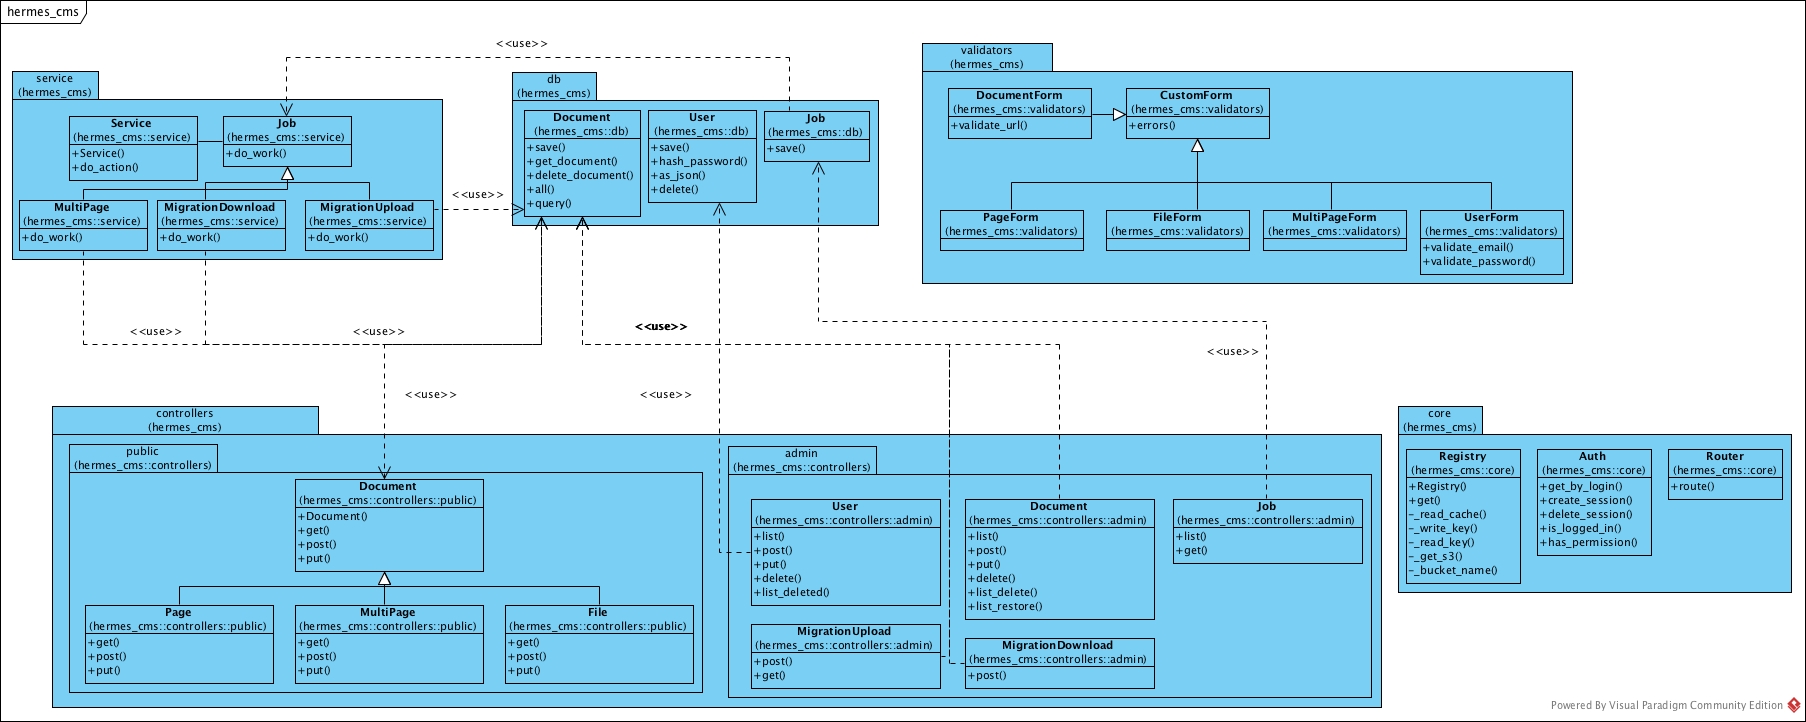 hermes_cms
<<use>>
service
(hermes_cms)
Service
(hermes_cms::service)
+Service()
+do_action()
Job
(hermes_cms::service)
+do_work()
MultiPage
(hermes_cms::service)
+do_work()
MigrationDownload
(hermes_cms::service)
+do_work()
MigrationUpload
(hermes_cms::service)
+do_work()
<<use>>
db
(hermes_cms)
Document
(hermes_cms::db)
+save()
+get_document()
+delete_document()
+all()
+query()
User
(hermes_cms::db)
+save()
+hash_password()
+as_json()
+delete()
Job
(hermes_cms::db)
+save()
validators
(hermes_cms)
DocumentForm
(hermes_cms::validators)
+validate_url()
CustomForm
(hermes_cms::validators)
+errors()
PageForm
(hermes_cms::validators)
FileForm
(hermes_cms::validators)
MultiPageForm
(hermes_cms::validators)
UserForm
(hermes_cms::validators)
+validate_email()
+validate_password()
<<use>>
<<use>>
<<use>>
<<use>>
<<use>>
<<use>>
controllers
(hermes_cms)
public
(hermes_cms::controllers)
Document
(hermes_cms::controllers::public)
+Document()
+get()
+post()
+put()
Page
(hermes_cms::controllers::public)
+get()
+post()
+put()
MultiPage
(hermes_cms::controllers::public)
+get()
+post()
+put()
File
(hermes_cms::controllers::public)
+get()
+post()
+put()
admin
(hermes_cms::controllers)
User
(hermes_cms::controllers::admin)
+list()
+post()
+put()
+delete()
+list_deleted()
Document
(hermes_cms::controllers::admin)
+list()
+post()
+put()
+delete()
+list_delete()
+list_restore()
Job
(hermes_cms::controllers::admin)
+list()
+get()
MigrationUpload
(hermes_cms::controllers::admin)
+post()
+get()
MigrationDownload
(hermes_cms::controllers::admin)
+post()
core
(hermes_cms)
Registry
(hermes_cms::core)
+Registry()
+get()
-_read_cache()
-_write_key()
-_read_key()
-_get_s3()
-_bucket_name()
Auth
(hermes_cms::core)
+get_by_login()
+create_session()
+delete_session()
+is_logged_in()
+has_permission()
Router
(hermes_cms::core)
+route()
Powered By Visual Paradigm Community Edition